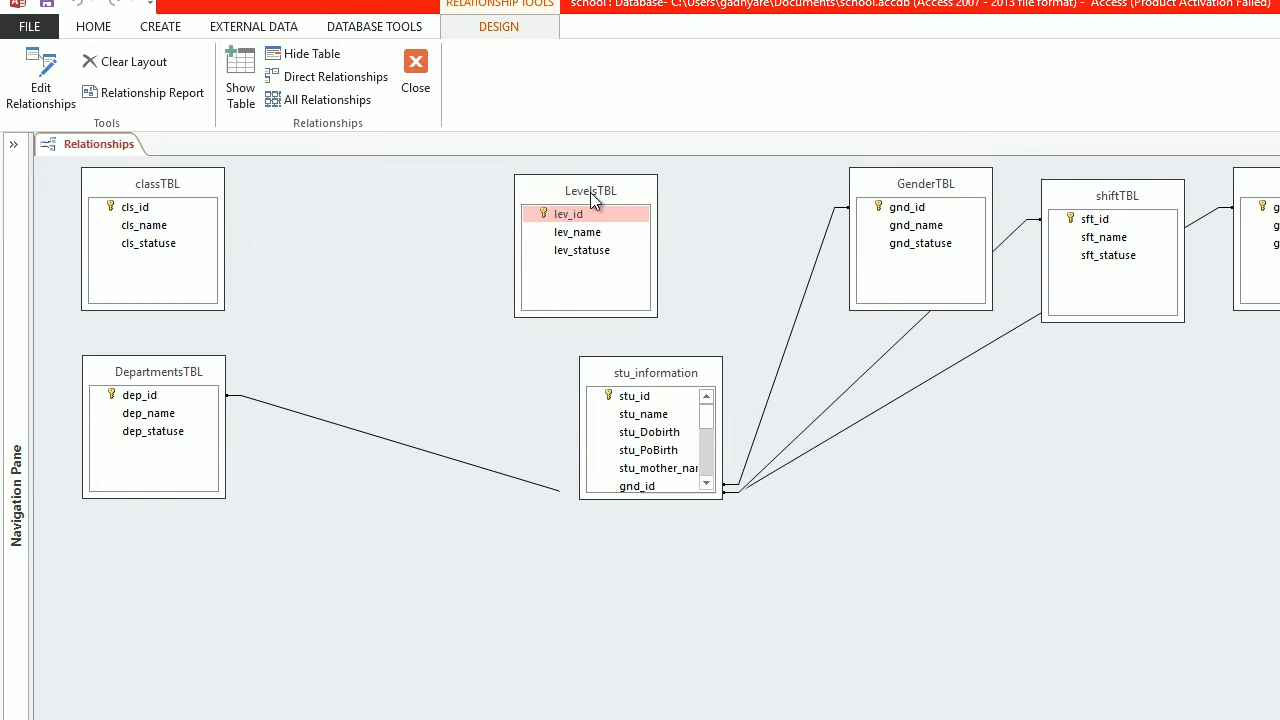 RELATIONSHIP TOOLS
school : Database- C:\Users\gadhyare\Documents\school.accdb (Access 2007 - 2013 file format) - Access (Product Activation Failed)
FILE HOME CREATE EXTERNAL DATA DATABASE TOOLS DESIGN
Edit Relationships
Clear Layout
Relationship Report
Tools
Show Table
Hide Table
Direct Relationships
All Relationships
Relationships
Close
Relationships
Navigation Pane
classTBL
cls_id
cls_name
cls_statuse
LevelsTBL
lev_id
lev_name
lev_statuse
GenderTBL
gnd_id
gnd_name
gnd_statuse
shiftTBL
sft_id
sft_name
sft_statuse
DepartmentsTBL
dep_id
dep_name
dep_statuse
stu_information
stu_id
stu_name
stu_Dobirth
stu_PoBirth
stu_mother_nar
gnd_id